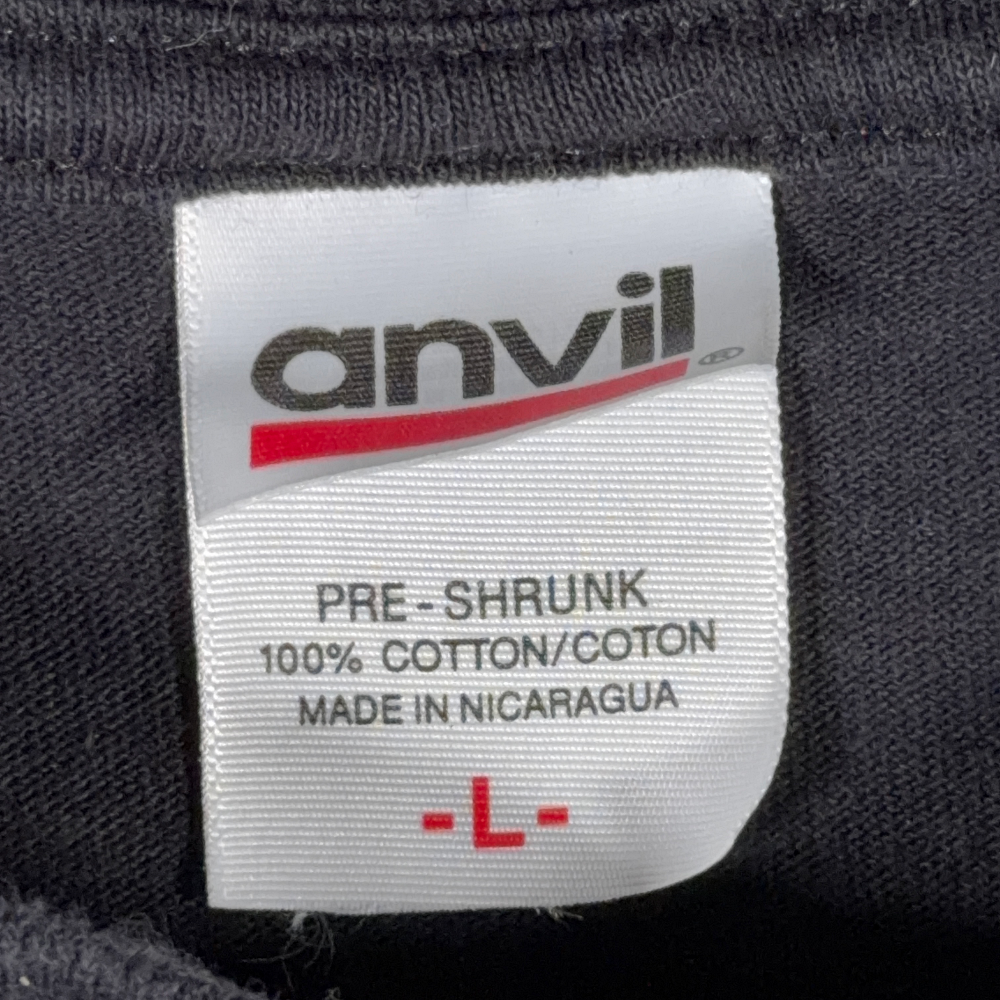 anvil®
PRE-SHRUNK
100% COTTON/COTON
MADE IN NICARAGUA
-L-